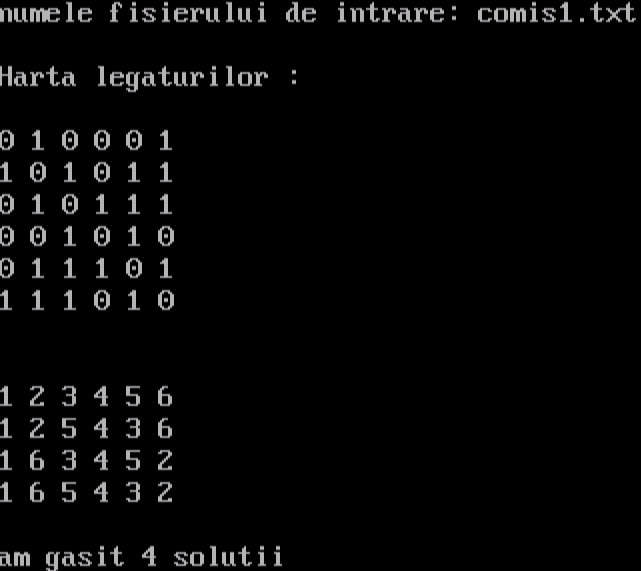 numele fisierului de intrare: comis1.txt
Harta legaturilor :
0 1 0 0 0 1
1 0 1 0 1 1
0 1 0 1 1 1
0 0 1 0 1 0
0 1 1 1 0 1
1 1 1 0 1 0
1 2 3 4 5 6
1 2 5 4 3 6
1 6 3 4 5 2
1 6 5 4 3 2
am gasit 4 solutii